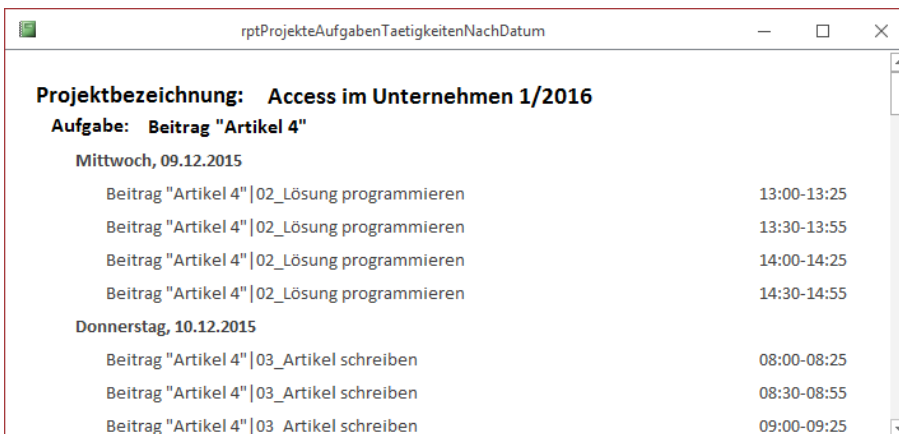 rptProjekteAufgabenTaetigkeitenNachDatum
Projektbezeichnung: Access im Unternehmen 1/2016
Aufgabe: Beitrag "Artikel 4"
Mittwoch, 09.12.2015
Beitrag "Artikel 4"|02_Lösung programmieren 13:00-13:25
Beitrag "Artikel 4"|02_Lösung programmieren 13:30-13:55
Beitrag "Artikel 4"|02_Lösung programmieren 14:00-14:25
Beitrag "Artikel 4"|02_Lösung programmieren 14:30-14:55
Donnerstag, 10.12.2015
Beitrag "Artikel 4"|03_Artikel schreiben 08:00-08:25
Beitrag "Artikel 4"|03_Artikel schreiben 08:30-08:55
Beitrag "Artikel 4"|03_Artikel schreiben 09:00-09:25